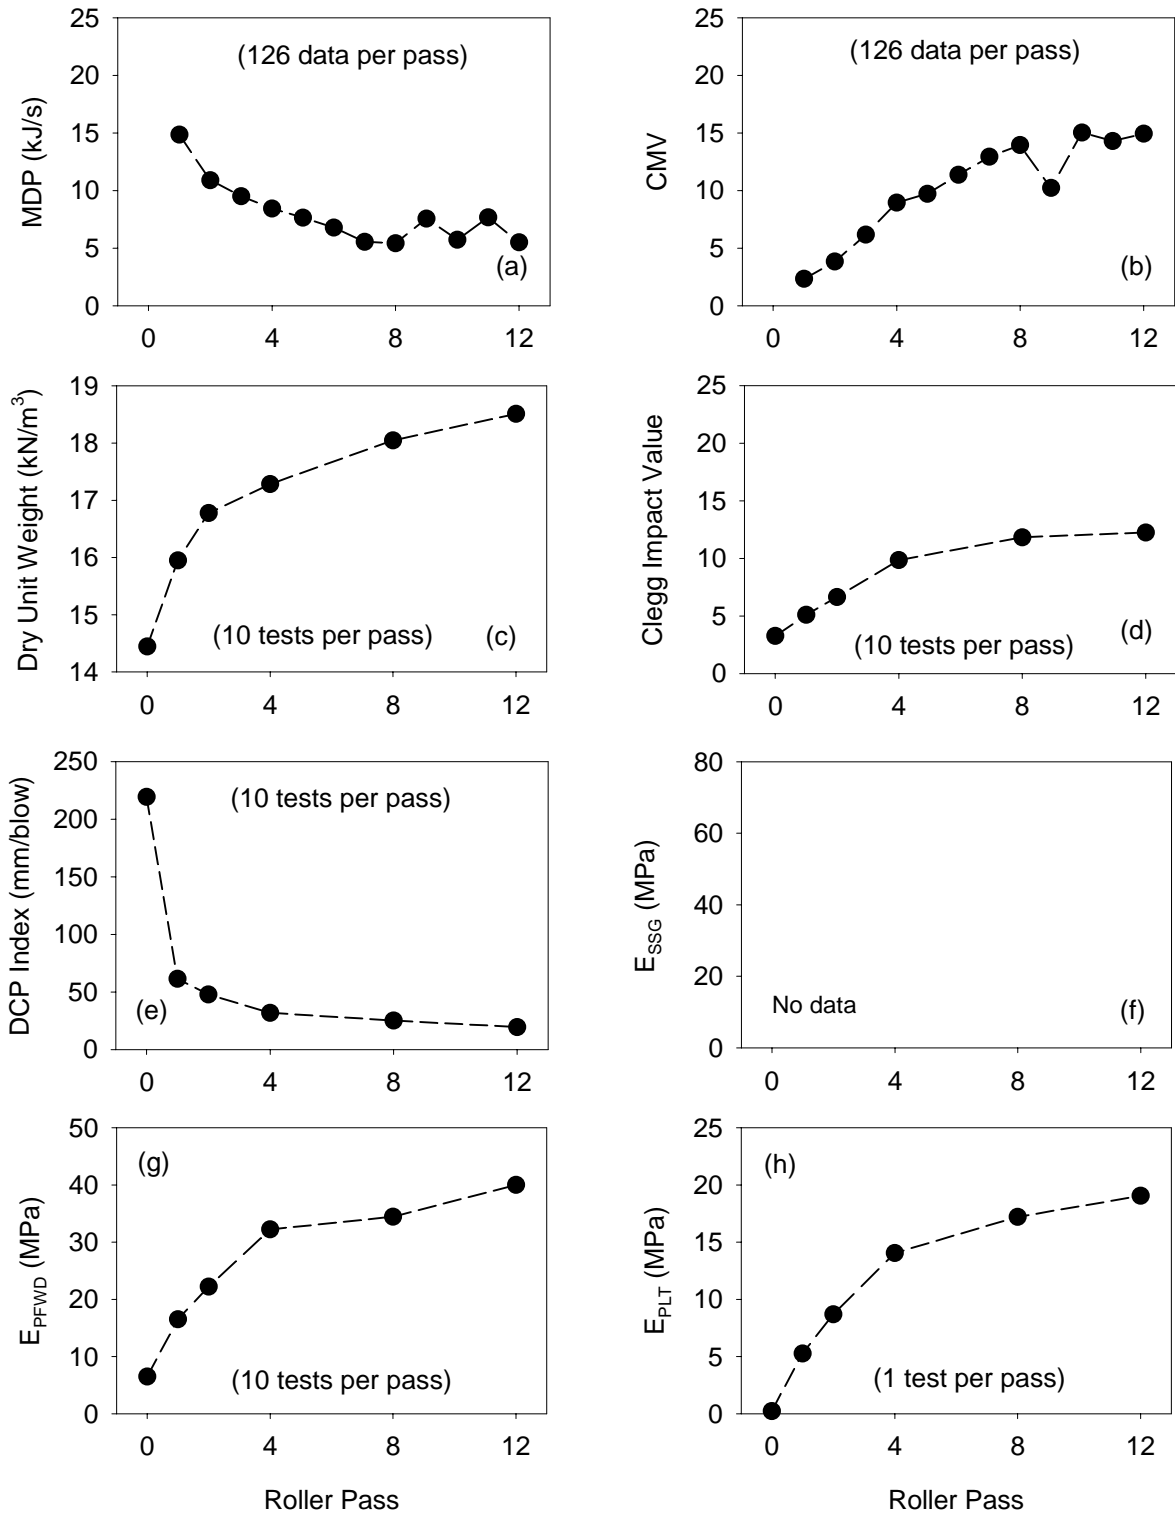 25
20
15
10
5
0
MDP (kJ/s)
(126 data per pass)
(a)
0 4 8 12
25
20
15
10
5
0
CMV
(126 data per pass)
(b)
0 4 8 12
19
18
17
16
15
14
Dry Unit Weight (kN/m³)
(10 tests per pass)
(c)
0 4 8 12
25
20
15
10
5
0
Clegg Impact Value
(10 tests per pass)
(d)
0 4 8 12
250
200
150
100
50
0
DCP Index (mm/blow)
(10 tests per pass)
(e)
0 4 8 12
80
60
40
20
0
E_SSG (MPa)
No data
(f)
0 4 8 12
50
40
30
20
10
0
E_PFWD (MPa)
(g)
(10 tests per pass)
0 4 8 12
Roller Pass
25
20
15
10
5
0
E_PLT (MPa)
(h)
(1 test per pass)
0 4 8 12
Roller Pass